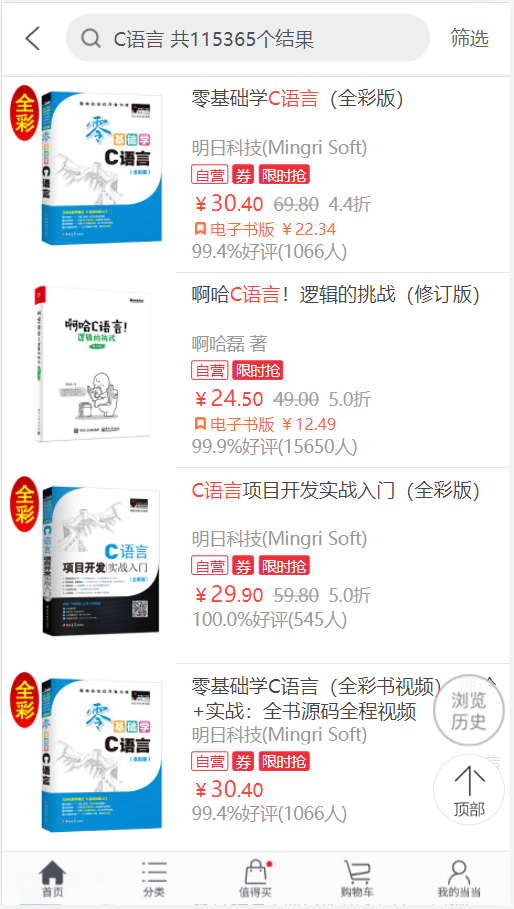 C语言 共115365个结果
筛选
全彩
零基础学C语言（全彩版）
零基础学
C语言
（全彩版）
明日科技(Mingri Soft)
自营 券 限时抢
￥30.40 69.80 4.4折
电子书版 ￥22.34
99.4%好评(1066人)
啊哈C语言！逻辑的挑战（修订版）
啊哈C语言!
逻辑的挑战
啊哈磊 著
自营 限时抢
￥24.50 49.00 5.0折
电子书版 ￥12.49
99.9%好评(15650人)
全彩
C语言项目开发实战入门（全彩版）
C语言
项目开发实战入门
（全彩版）
明日科技(Mingri Soft)
自营 券 限时抢
￥29.90 59.80 5.0折
100.0%好评(545人)
全彩
零基础学C语言（全彩书视频）
+实战：全书源码全程视频
零基础学
C语言
（全彩版）
明日科技(Mingri Soft)
自营 券 限时抢
￥30.40
99.4%好评(1066人)
浏览
历史
告
顶部
首页
分类
值得买
购物车
我的当当